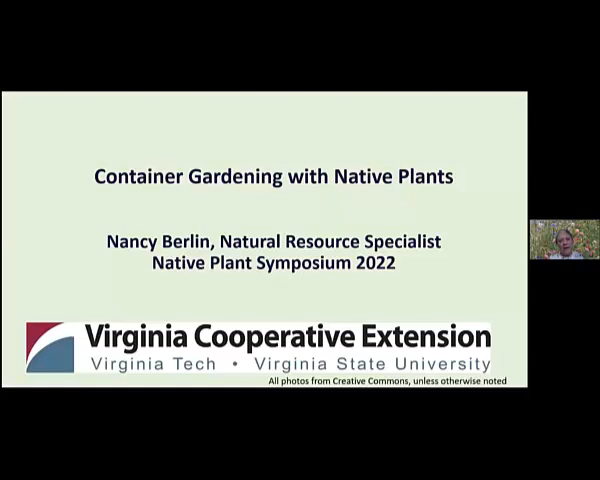 Container Gardening with Native Plants
Nancy Berlin, Natural Resource Specialist
Native Plant Symposium 2022
Virginia Cooperative Extension
Virginia Tech • Virginia State University
All photos from Creative Commons, unless otherwise noted